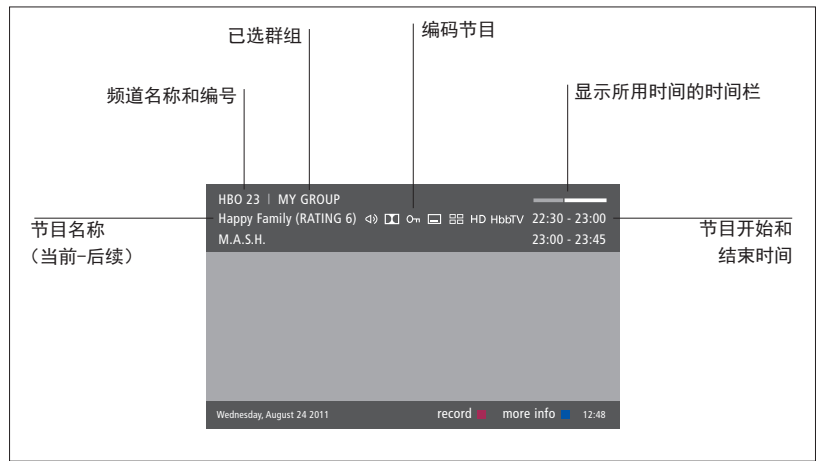 已选群组
编码节目
频道名称和编号
显示所用时间的时间栏
HBO 23 | MY GROUP
节目名称
（当前-后续）
Happy Family (RATING 6) HD HbbTV 22:30 - 23:00
M.A.S.H. 23:00 - 23:45
节目开始和
结束时间
Wednesday, August 24 2011 record more info 12:48